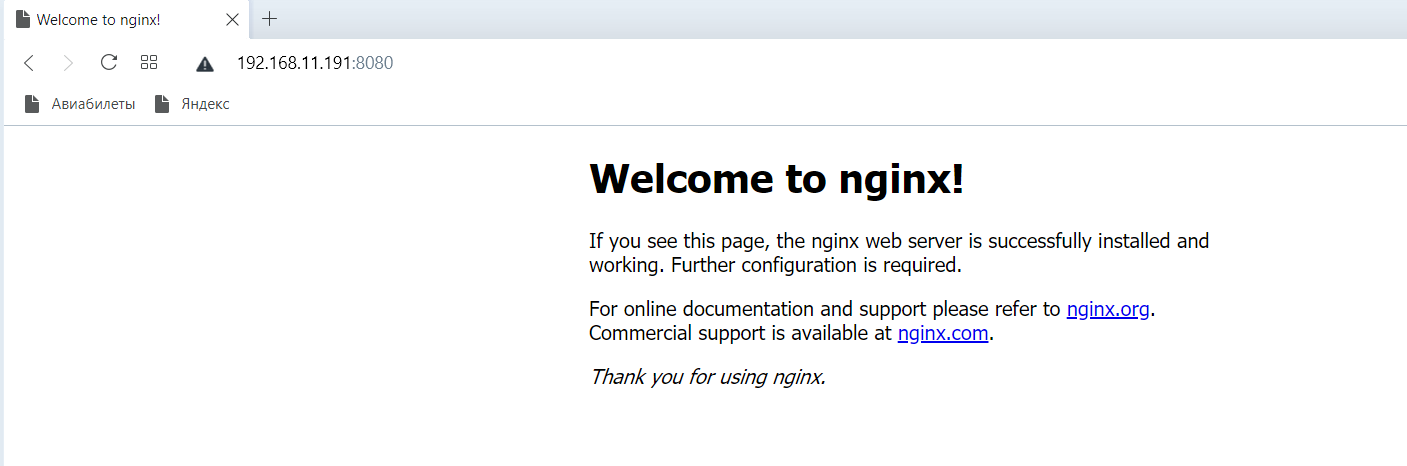 Welcome to nginx!
192.168.11.191:8080
Авиабилеты Яндекс
Welcome to nginx!
If you see this page, the nginx web server is successfully installed and
working. Further configuration is required.
For online documentation and support please refer to nginx.org.
Commercial support is available at nginx.com.
Thank you for using nginx.